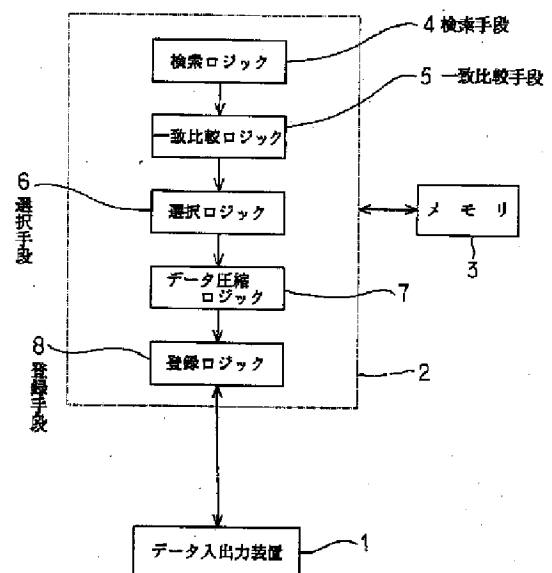 4 検索手段
検索ロジック
5 一致比較手段
一致比較ロジック
6 選択手段
選択ロジック
メモリ
3
データ圧縮
ロジック
7
8 登録手段
登録ロジック
2
データ入出力装置
1